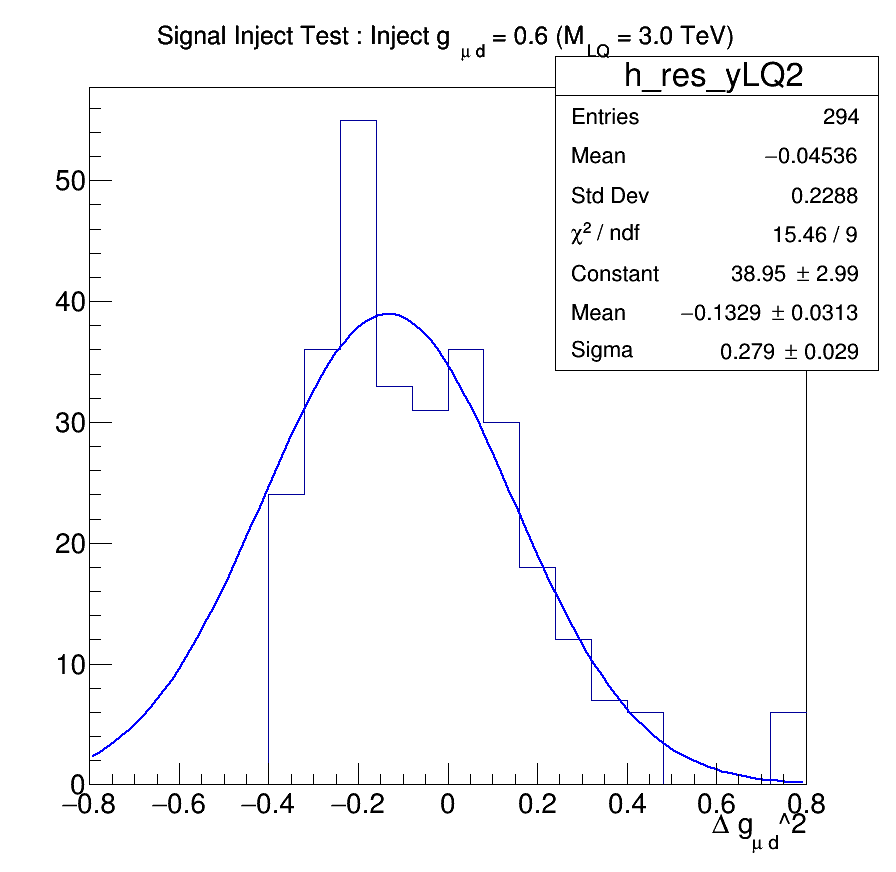 Signal Inject Test : Inject g μ d = 0.6 (M LQ = 3.0 TeV)
h_res_yLQ2
Entries 294
Mean −0.04536
Std Dev 0.2288
χ² / ndf 15.46 / 9
Constant 38.95 ± 2.99
Mean −0.1329 ± 0.0313
Sigma 0.279 ± 0.029
50
40
30
20
10
0
−0.8 −0.6 −0.4 −0.2 0 0.2 0.4 0.6 0.8
Δ g μ d ^2